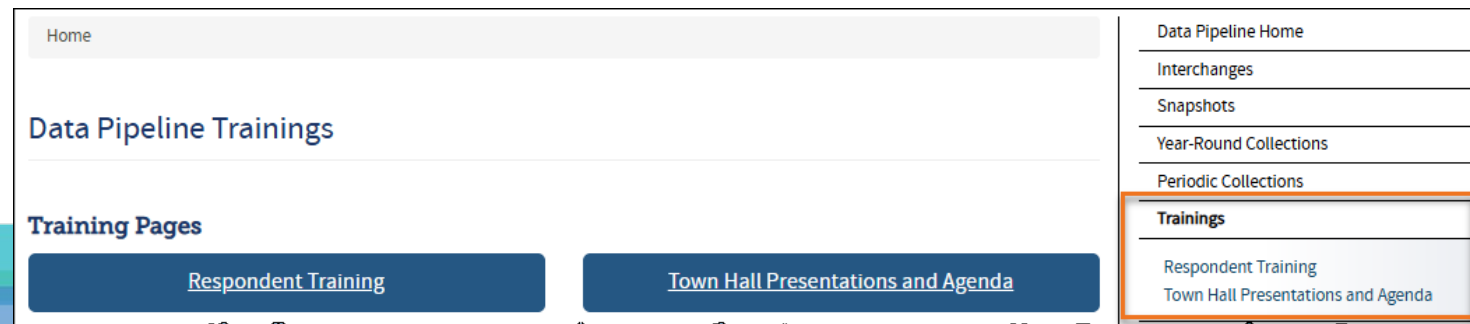 Home
Data Pipeline Trainings
Training Pages
Respondent Training
Town Hall Presentations and Agenda
Data Pipeline Home
Interchanges
Snapshots
Year-Round Collections
Periodic Collections
Trainings
Respondent Training
Town Hall Presentations and Agenda